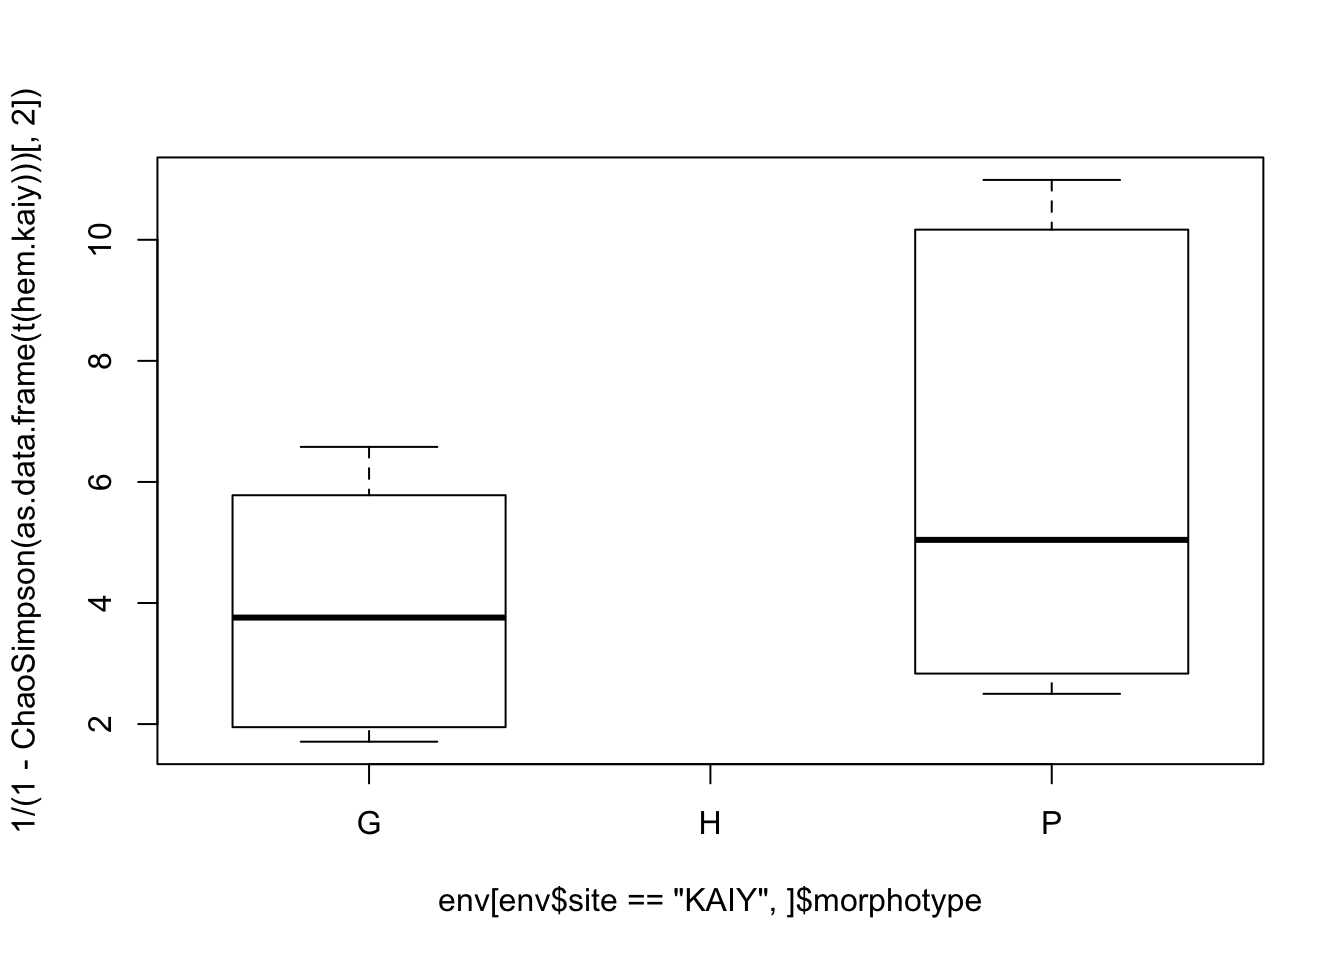 1/(1 - ChaoSimpson(as.data.frame(t(hem.kaiy)))[, 2])
10
8
6
4
2
G H P
env[env$site == "KAIY", ]$morphotype